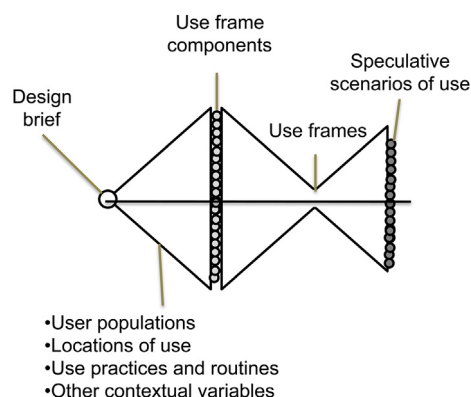 Use frame
components
Speculative
scenarios of use
Design
brief
Use frames
•User populations
•Locations of use
•Use practices and routines
•Other contextual variables